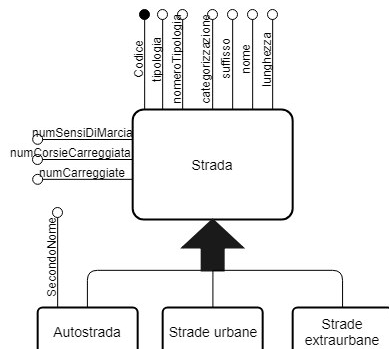 Codice
tipologia
nomeroTipologia
categorizzazione
suffisso
nome
lunghezza
numSensiDiMarcia
numCorsieCarreggiata
numCarreggiate
Strada
SecondoNome
Autostrada
Strade urbane
Strade
extraurbane